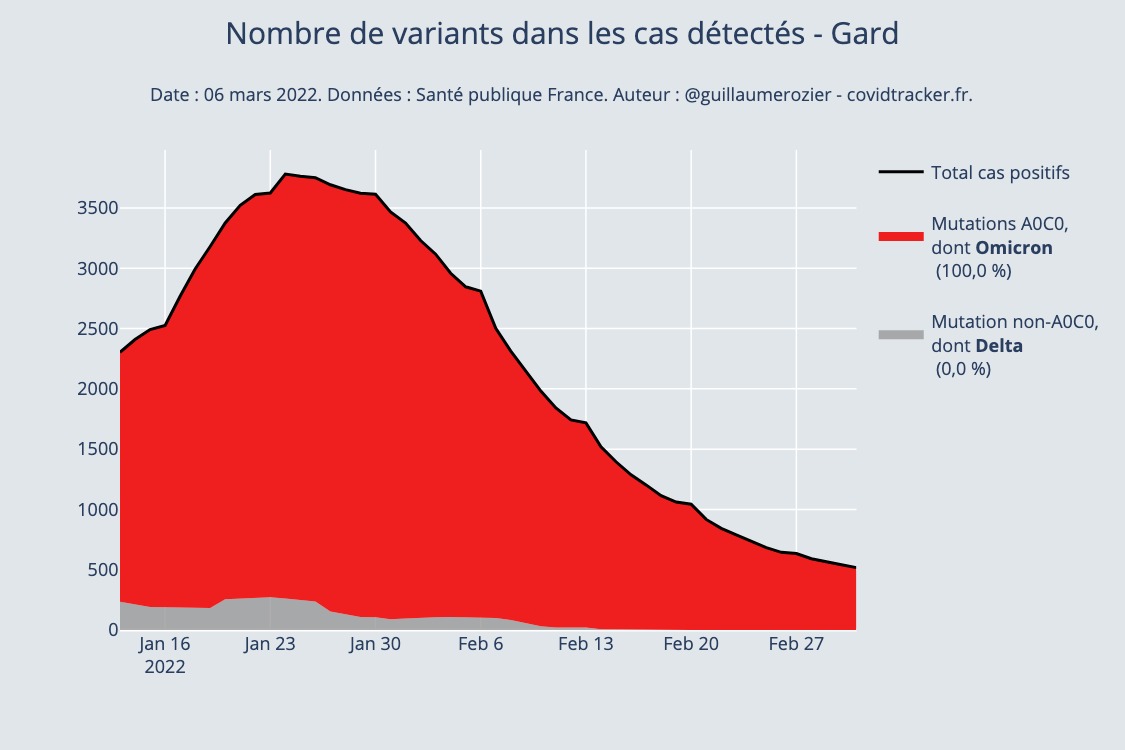 Nombre de variants dans les cas détectés - Gard
Date : 06 mars 2022. Données : Santé publique France. Auteur : @guillaumerozier - covidtracker.fr.
Total cas positifs
Mutations A0C0,
dont Omicron
(100,0 %)
Mutation non-A0C0,
dont Delta
(0,0 %)
3500
3000
2500
2000
1500
1000
500
0
Jan 16 Jan 23 Jan 30 Feb 6 Feb 13 Feb 20 Feb 27
2022